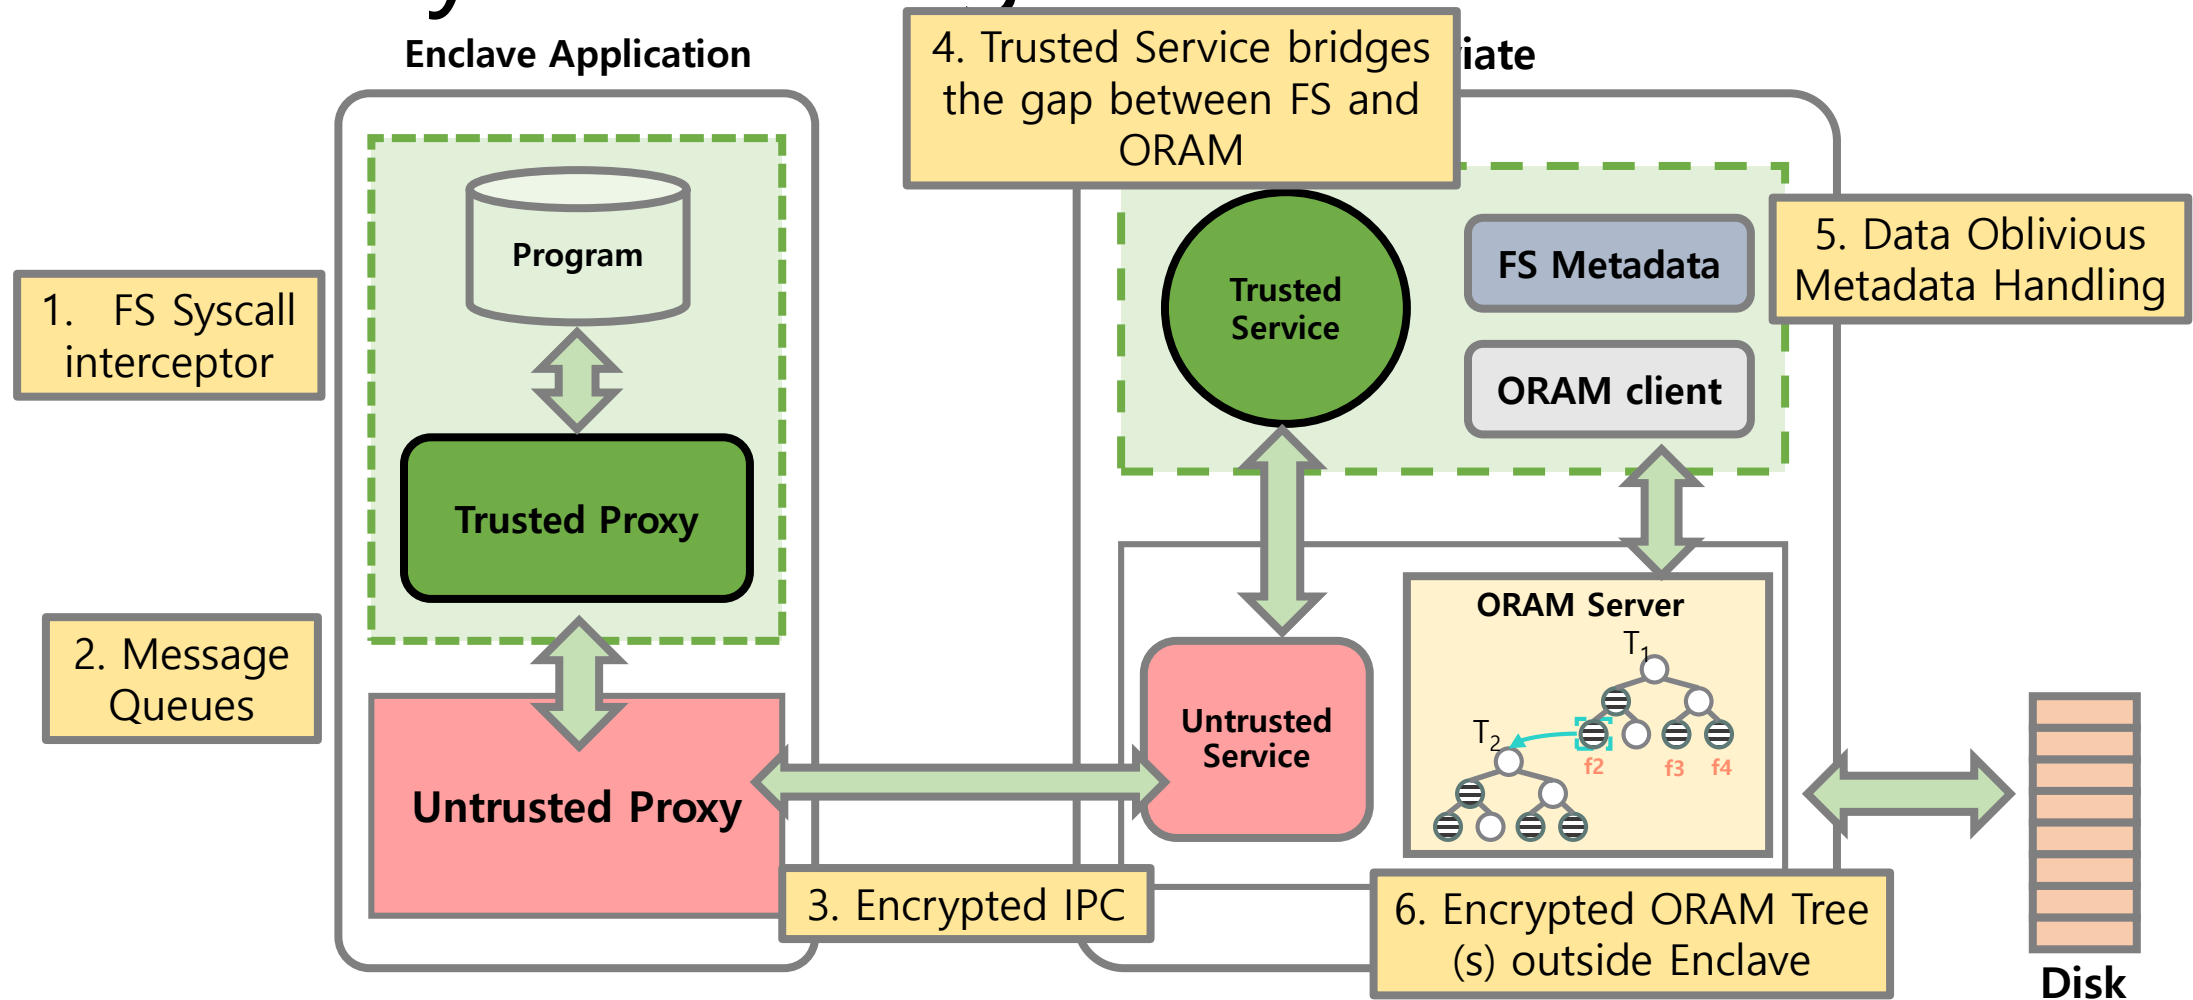 Enclave Application
4. Trusted Service bridges
the gap between FS and
ORAM
Program
Trusted
Service
FS Metadata
5. Data Oblivious
Metadata Handling
1. FS Syscall
interceptor
ORAM client
Trusted Proxy
ORAM Server
T1
2. Message
Queues
Untrusted
Service
T2
f2 f3 f4
Untrusted Proxy
3. Encrypted IPC
6. Encrypted ORAM Tree
(s) outside Enclave
Disk